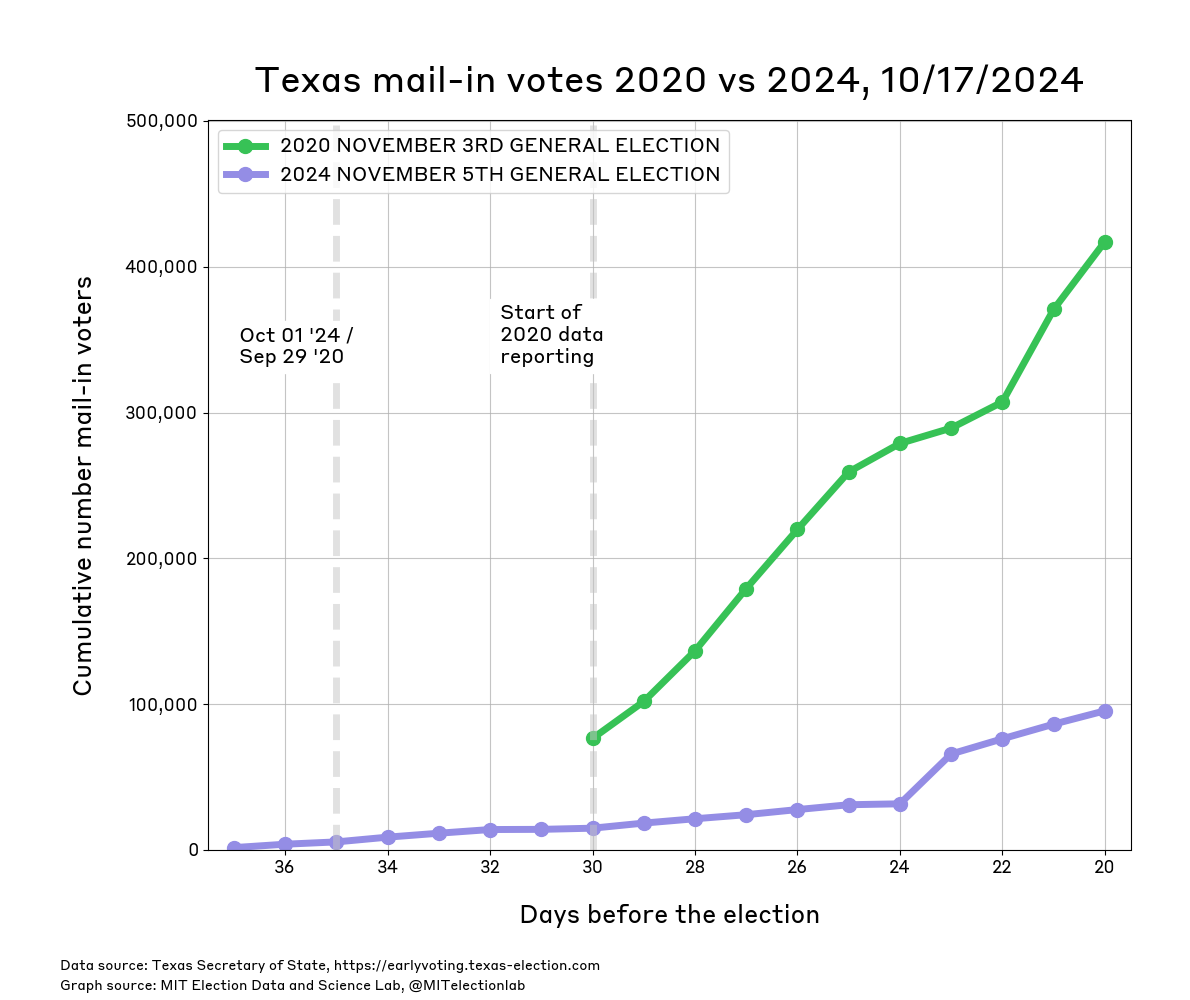 Texas mail-in votes 2020 vs 2024, 10/17/2024
500,000
2020 NOVEMBER 3RD GENERAL ELECTION
2024 NOVEMBER 5TH GENERAL ELECTION
400,000
300,000
200,000
100,000
0
Cumulative number mail-in voters
Oct 01 '24 /
Sep 29 '20
Start of
2020 data
reporting
36 34 32 30 28 26 24 22 20
Days before the election
Data source: Texas Secretary of State, https://earlyvoting.texas-election.com
Graph source: MIT Election Data and Science Lab, @MITelectionlab